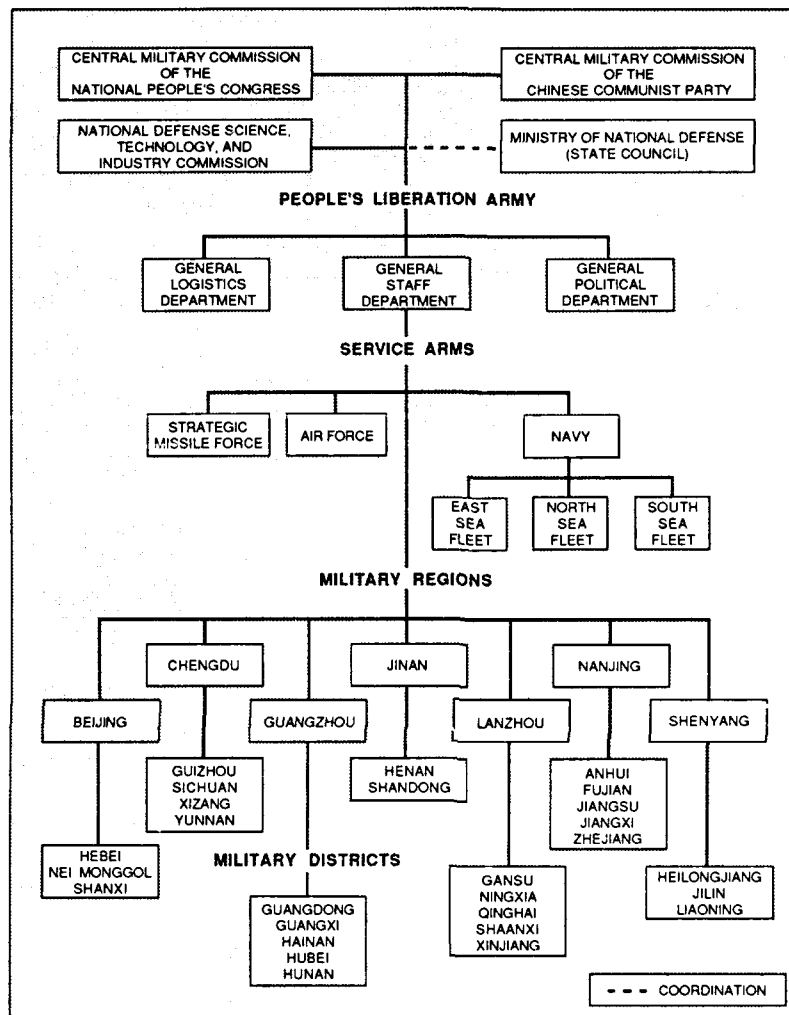 CENTRAL MILITARY COMMISSION
OF THE
NATIONAL PEOPLE'S CONGRESS
CENTRAL MILITARY COMMISSION
OF THE
CHINESE COMMUNIST PARTY
NATIONAL DEFENSE SCIENCE,
TECHNOLOGY, AND
INDUSTRY COMMISSION
MINISTRY OF NATIONAL DEFENSE
(STATE COUNCIL)
PEOPLE'S LIBERATION ARMY
GENERAL
LOGISTICS
DEPARTMENT
GENERAL
STAFF
DEPARTMENT
GENERAL
POLITICAL
DEPARTMENT
SERVICE ARMS
STRATEGIC
MISSILE FORCE
AIR FORCE
NAVY
EAST
SEA
FLEET
NORTH
SEA
FLEET
SOUTH
SEA
FLEET
MILITARY REGIONS
CHENGDU
JINAN
NANJING
BEIJING
GUANGZHOU
LANZHOU
SHENYANG
GUIZHOU
SICHUAN
XIZANG
YUNNAN
HENAN
SHANDONG
ANHUI
FUJIAN
JIANGSU
JIANGXI
ZHEJIANG
HEBEI
NEI MONGGOL
SHANXI
MILITARY DISTRICTS
GUANGDONG
GUANGXI
HAINAN
HUBEI
HUNAN
GANSU
NINGXIA
QINGHAI
SHAANXI
XINJIANG
HEILONGJIANG
JILIN
LIAONING
--- COORDINATION